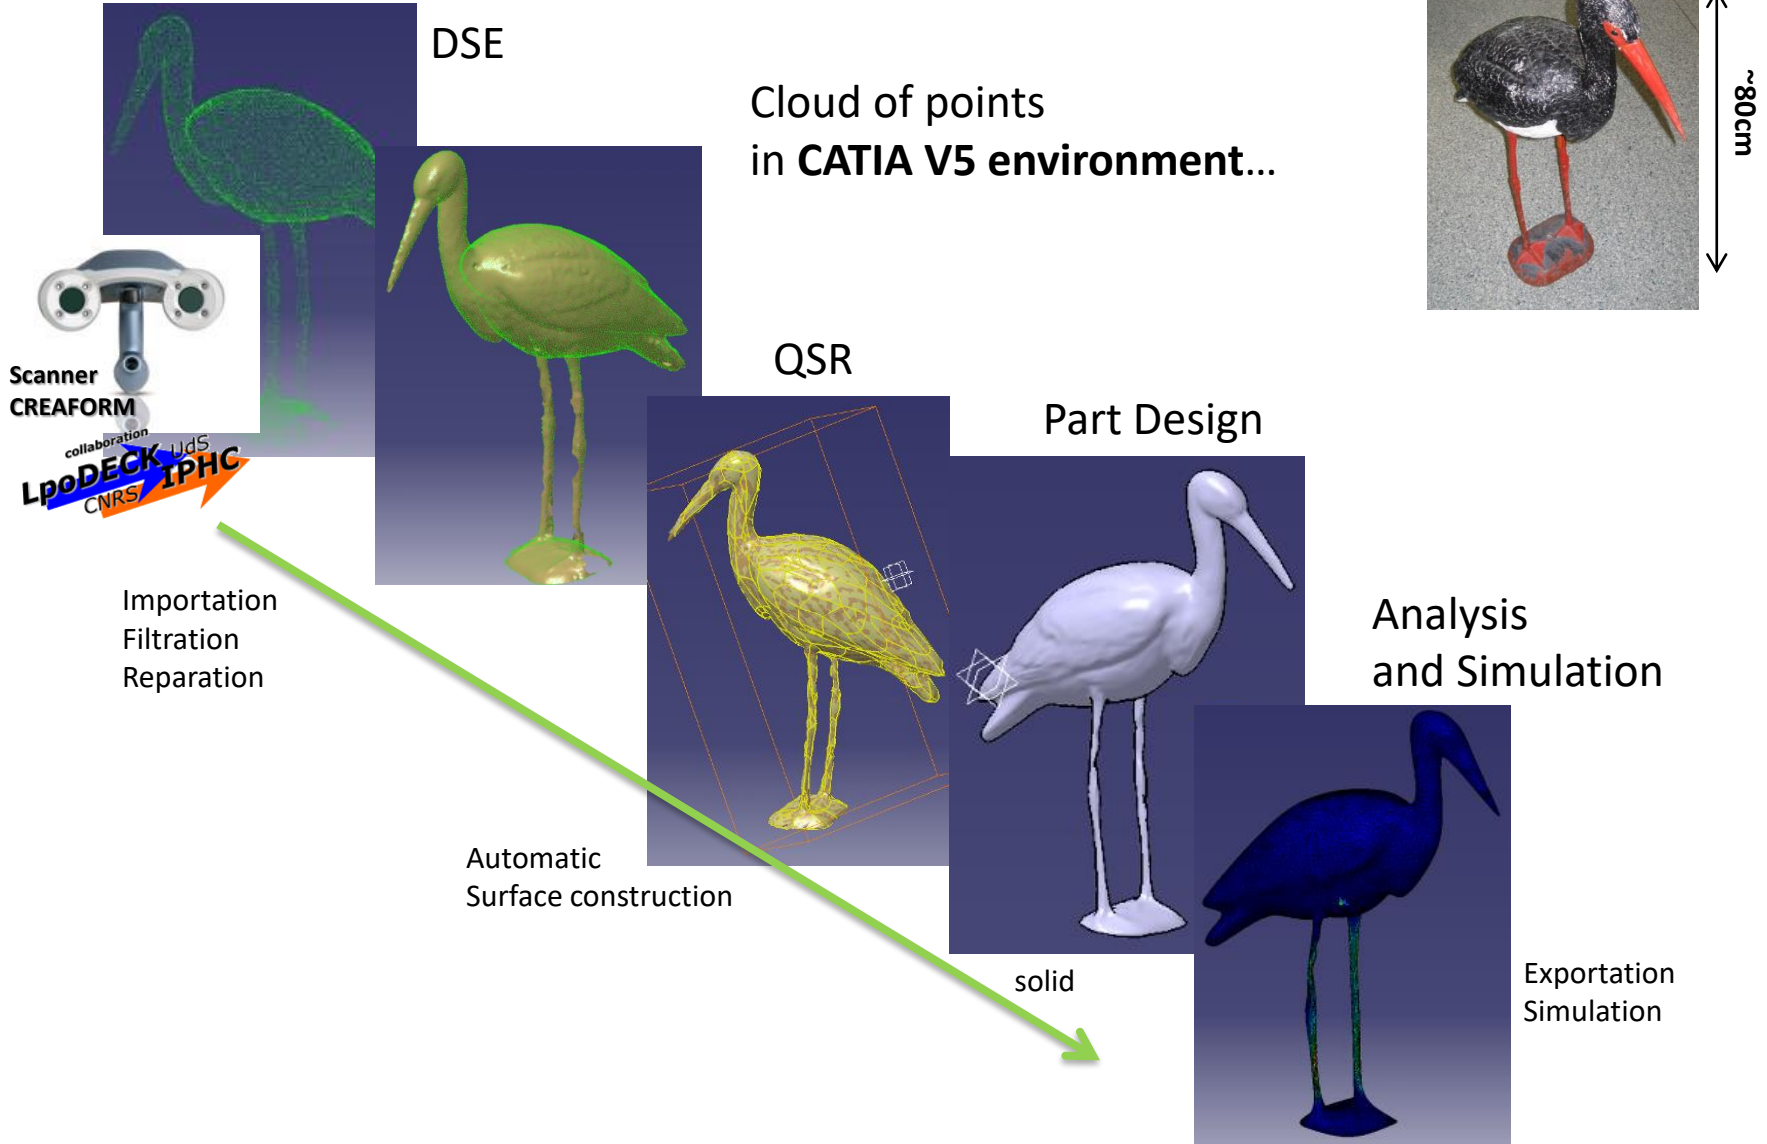 DSE
Cloud of points
in CATIA V5 environment...
~80cm
Scanner
CREAFORM
collaboration
LpoDECK UdS
IPHC
CNRS
QSR
Part Design
Importation
Filtration
Reparation
Analysis
and Simulation
Automatic
Surface construction
solid
Exportation
Simulation